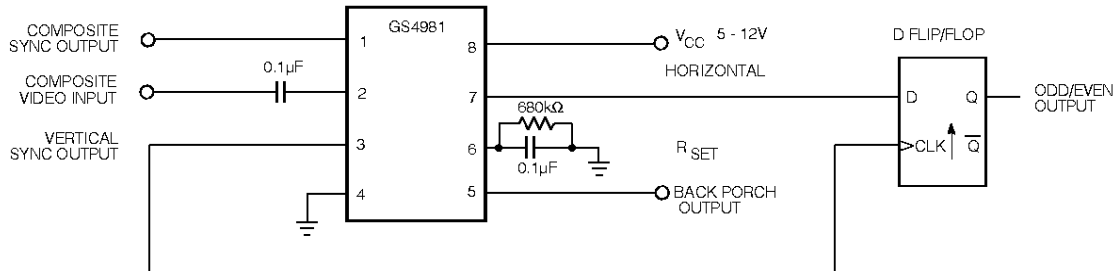 GS4981
COMPOSITE
SYNC OUTPUT
1
8
V CC 5 - 12V
D FLIP/FLOP
0.1µF
HORIZONTAL
COMPOSITE
VIDEO INPUT
2
7
D
Q
ODD/EVEN
OUTPUT
680kΩ
VERTICAL
SYNC OUTPUT
3
6
0.1µF
R SET
CLK
Q
4
5
BACK PORCH
OUTPUT